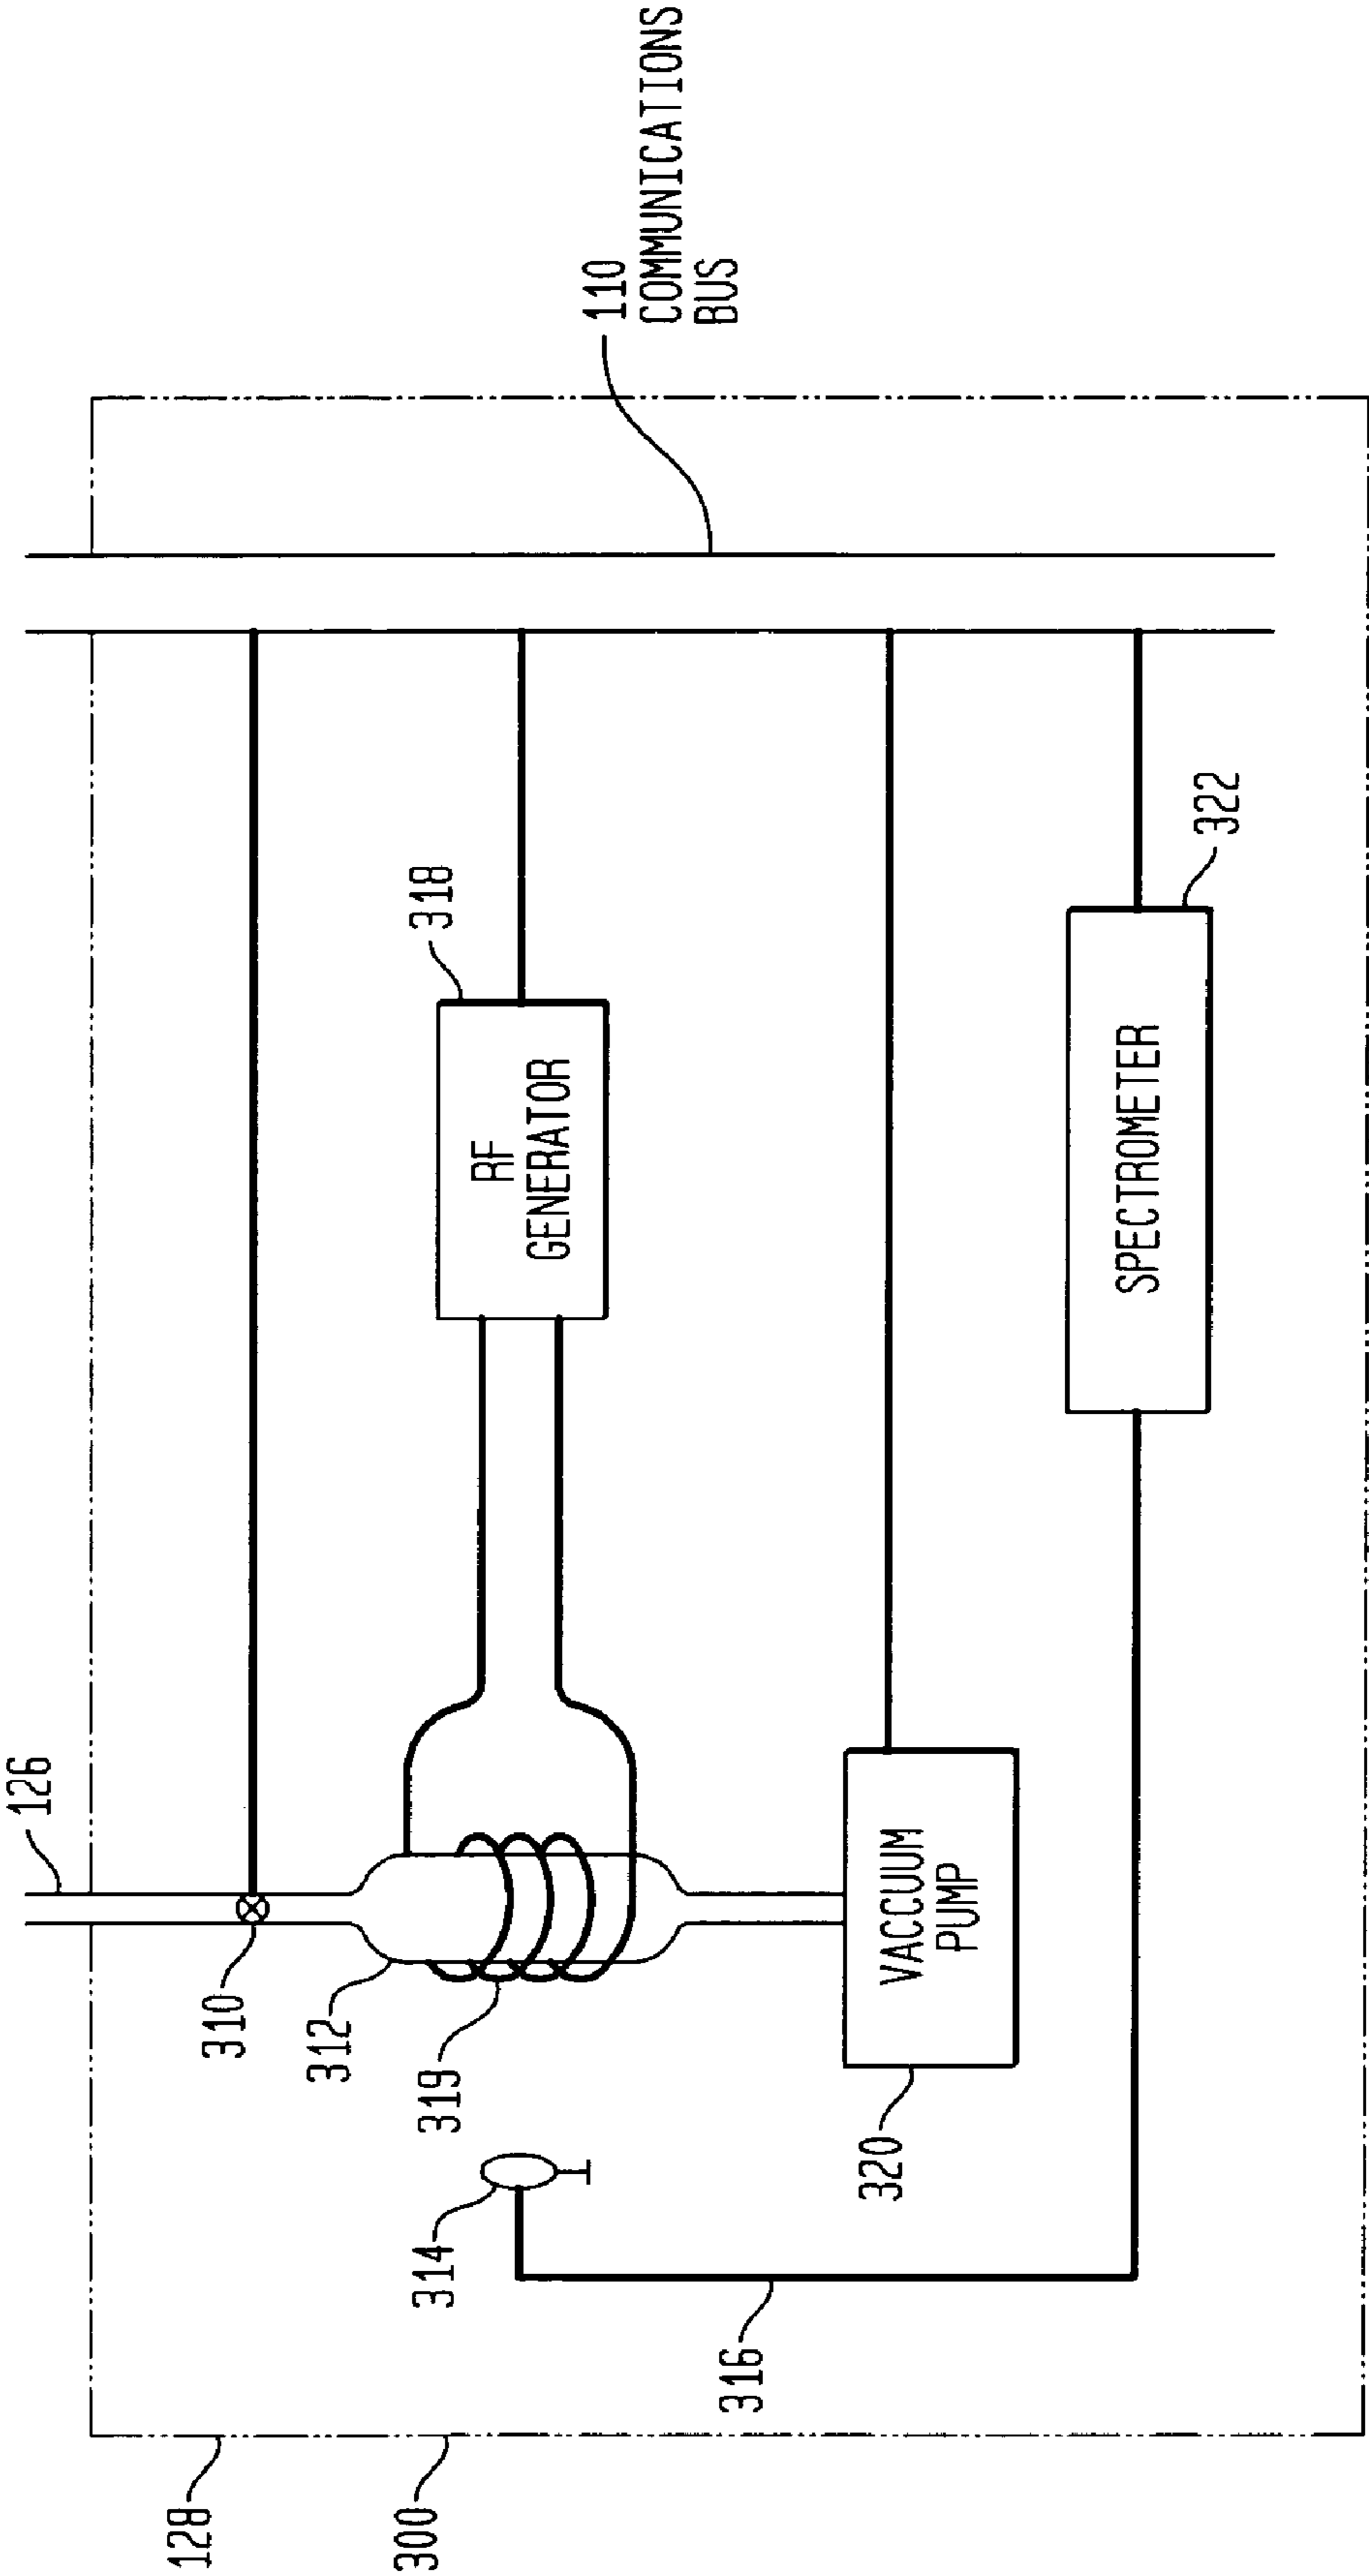 126
128
300
310
312
319
314
316
318
RF
GENERATOR
320
VACCUUM
PUMP
322
SPECTROMETER
110
COMMUNICATIONS
BUS